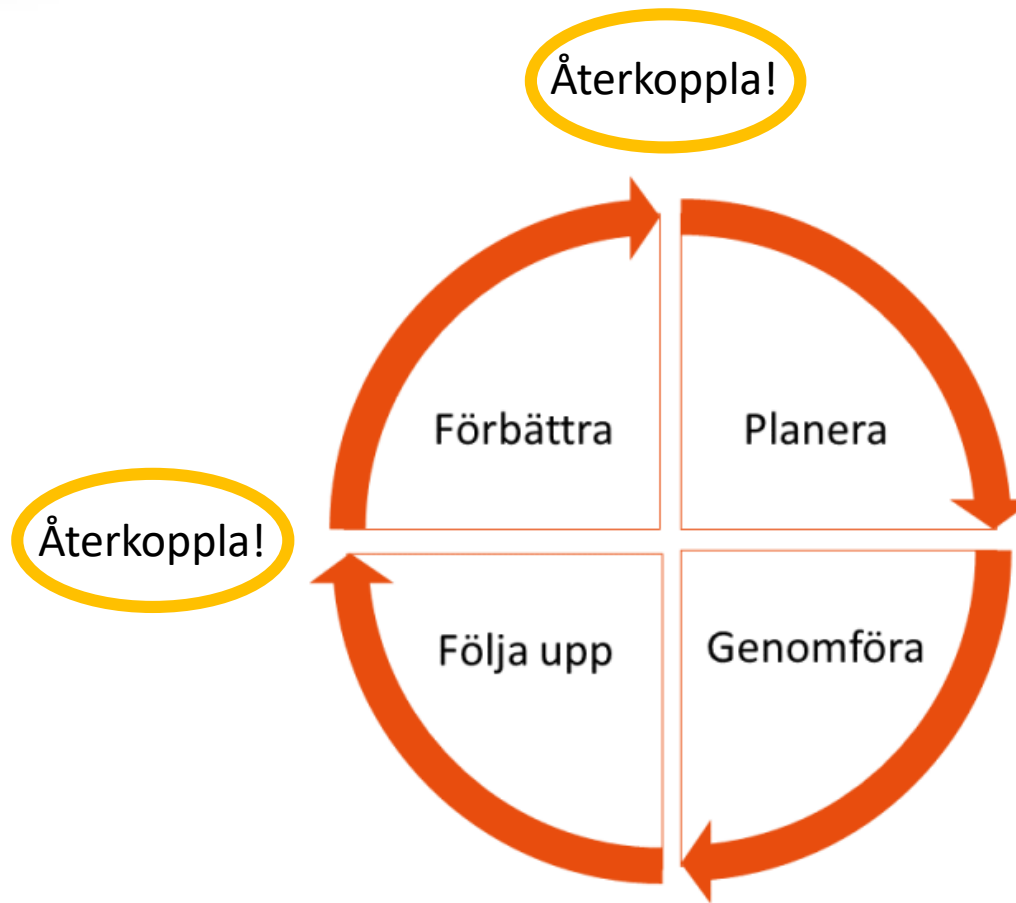 Återkoppla!
Förbättra
Planera
Återkoppla!
Följa upp
Genomföra